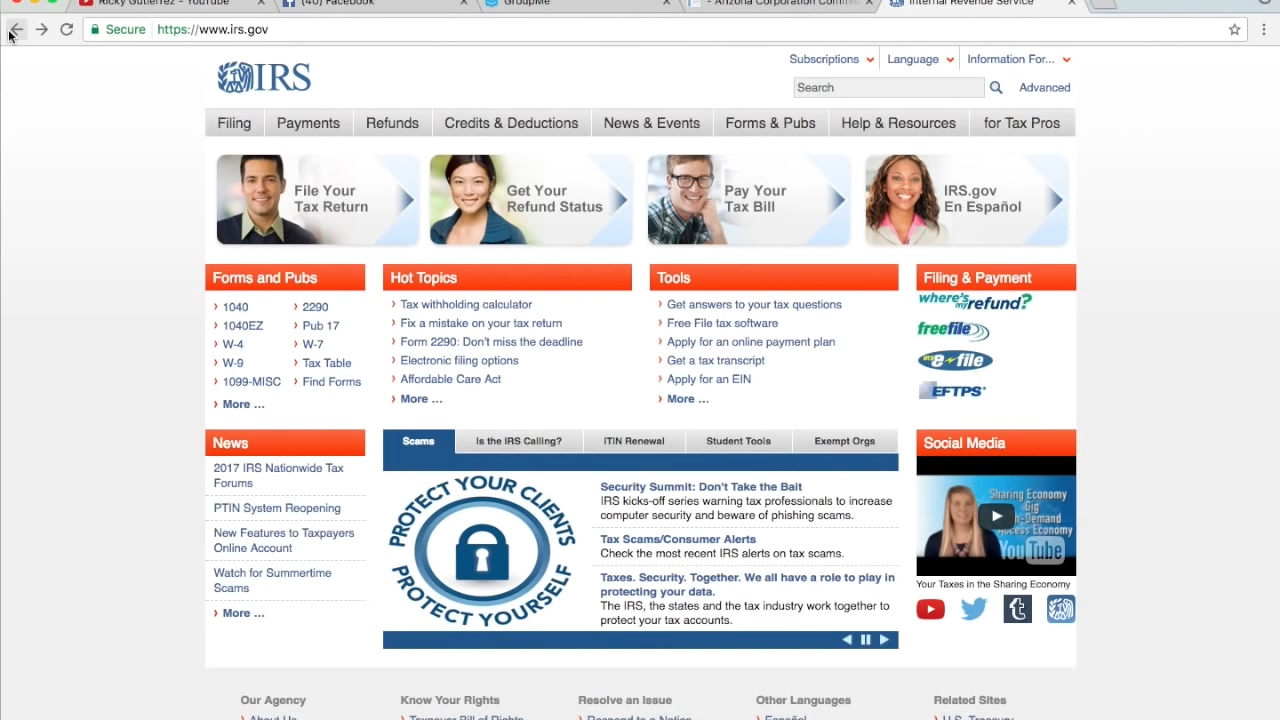 Ricky Gutierrez - YouTube
(40) Facebook
GroupMe
- Arizona Corporation Commis
Internal Revenue Service
Secure https://www.irs.gov
Subscriptions Language Information For...
IRS
Search Advanced
Filing Payments Refunds Credits & Deductions News & Events Forms & Pubs Help & Resources for Tax Pros
File Your
Tax Return
Get Your
Refund Status
Pay Your
Tax Bill
IRS.gov
En Español
Forms and Pubs
1040 2290
1040EZ Pub 17
W-4 W-7
W-9 Tax Table
1099-MISC Find Forms
More ...
Hot Topics
Tax withholding calculator
Fix a mistake on your tax return
Form 2290: Don't miss the deadline
Electronic filing options
Affordable Care Act
More ...
Tools
Get answers to your tax questions
Free File tax software
Apply for an online payment plan
Get a tax transcript
Apply for an EIN
More ...
Filing & Payment
where's my refund?
freefile
IRS e-file
EFTPS
News
2017 IRS Nationwide Tax
Forums
PTIN System Reopening
New Features to Taxpayers
Online Account
Watch for Summertime
Scams
More ...
Scams Is the IRS Calling? ITIN Renewal Student Tools Exempt Orgs
PROTECT YOUR CLIENTS
PROTECT YOURSELF
Security Summit: Don't Take the Bait
IRS kicks-off series warning tax professionals to increase
computer security and beware of phishing scams.
Tax Scams/Consumer Alerts
Check the most recent IRS alerts on tax scams.
Taxes. Security. Together. We all have a role to play in
protecting your data.
The IRS, the states and the tax industry work together to
protect your tax accounts.
Social Media
Sharing Economy
Gig
n-Demand
Access Economy
YouTube
Your Taxes in the Sharing Economy
Our Agency Know Your Rights Resolve an Issue Other Languages Related Sites
About Us Taxpayer Bill of Rights Respond to a Notice Español U.S. Treasury